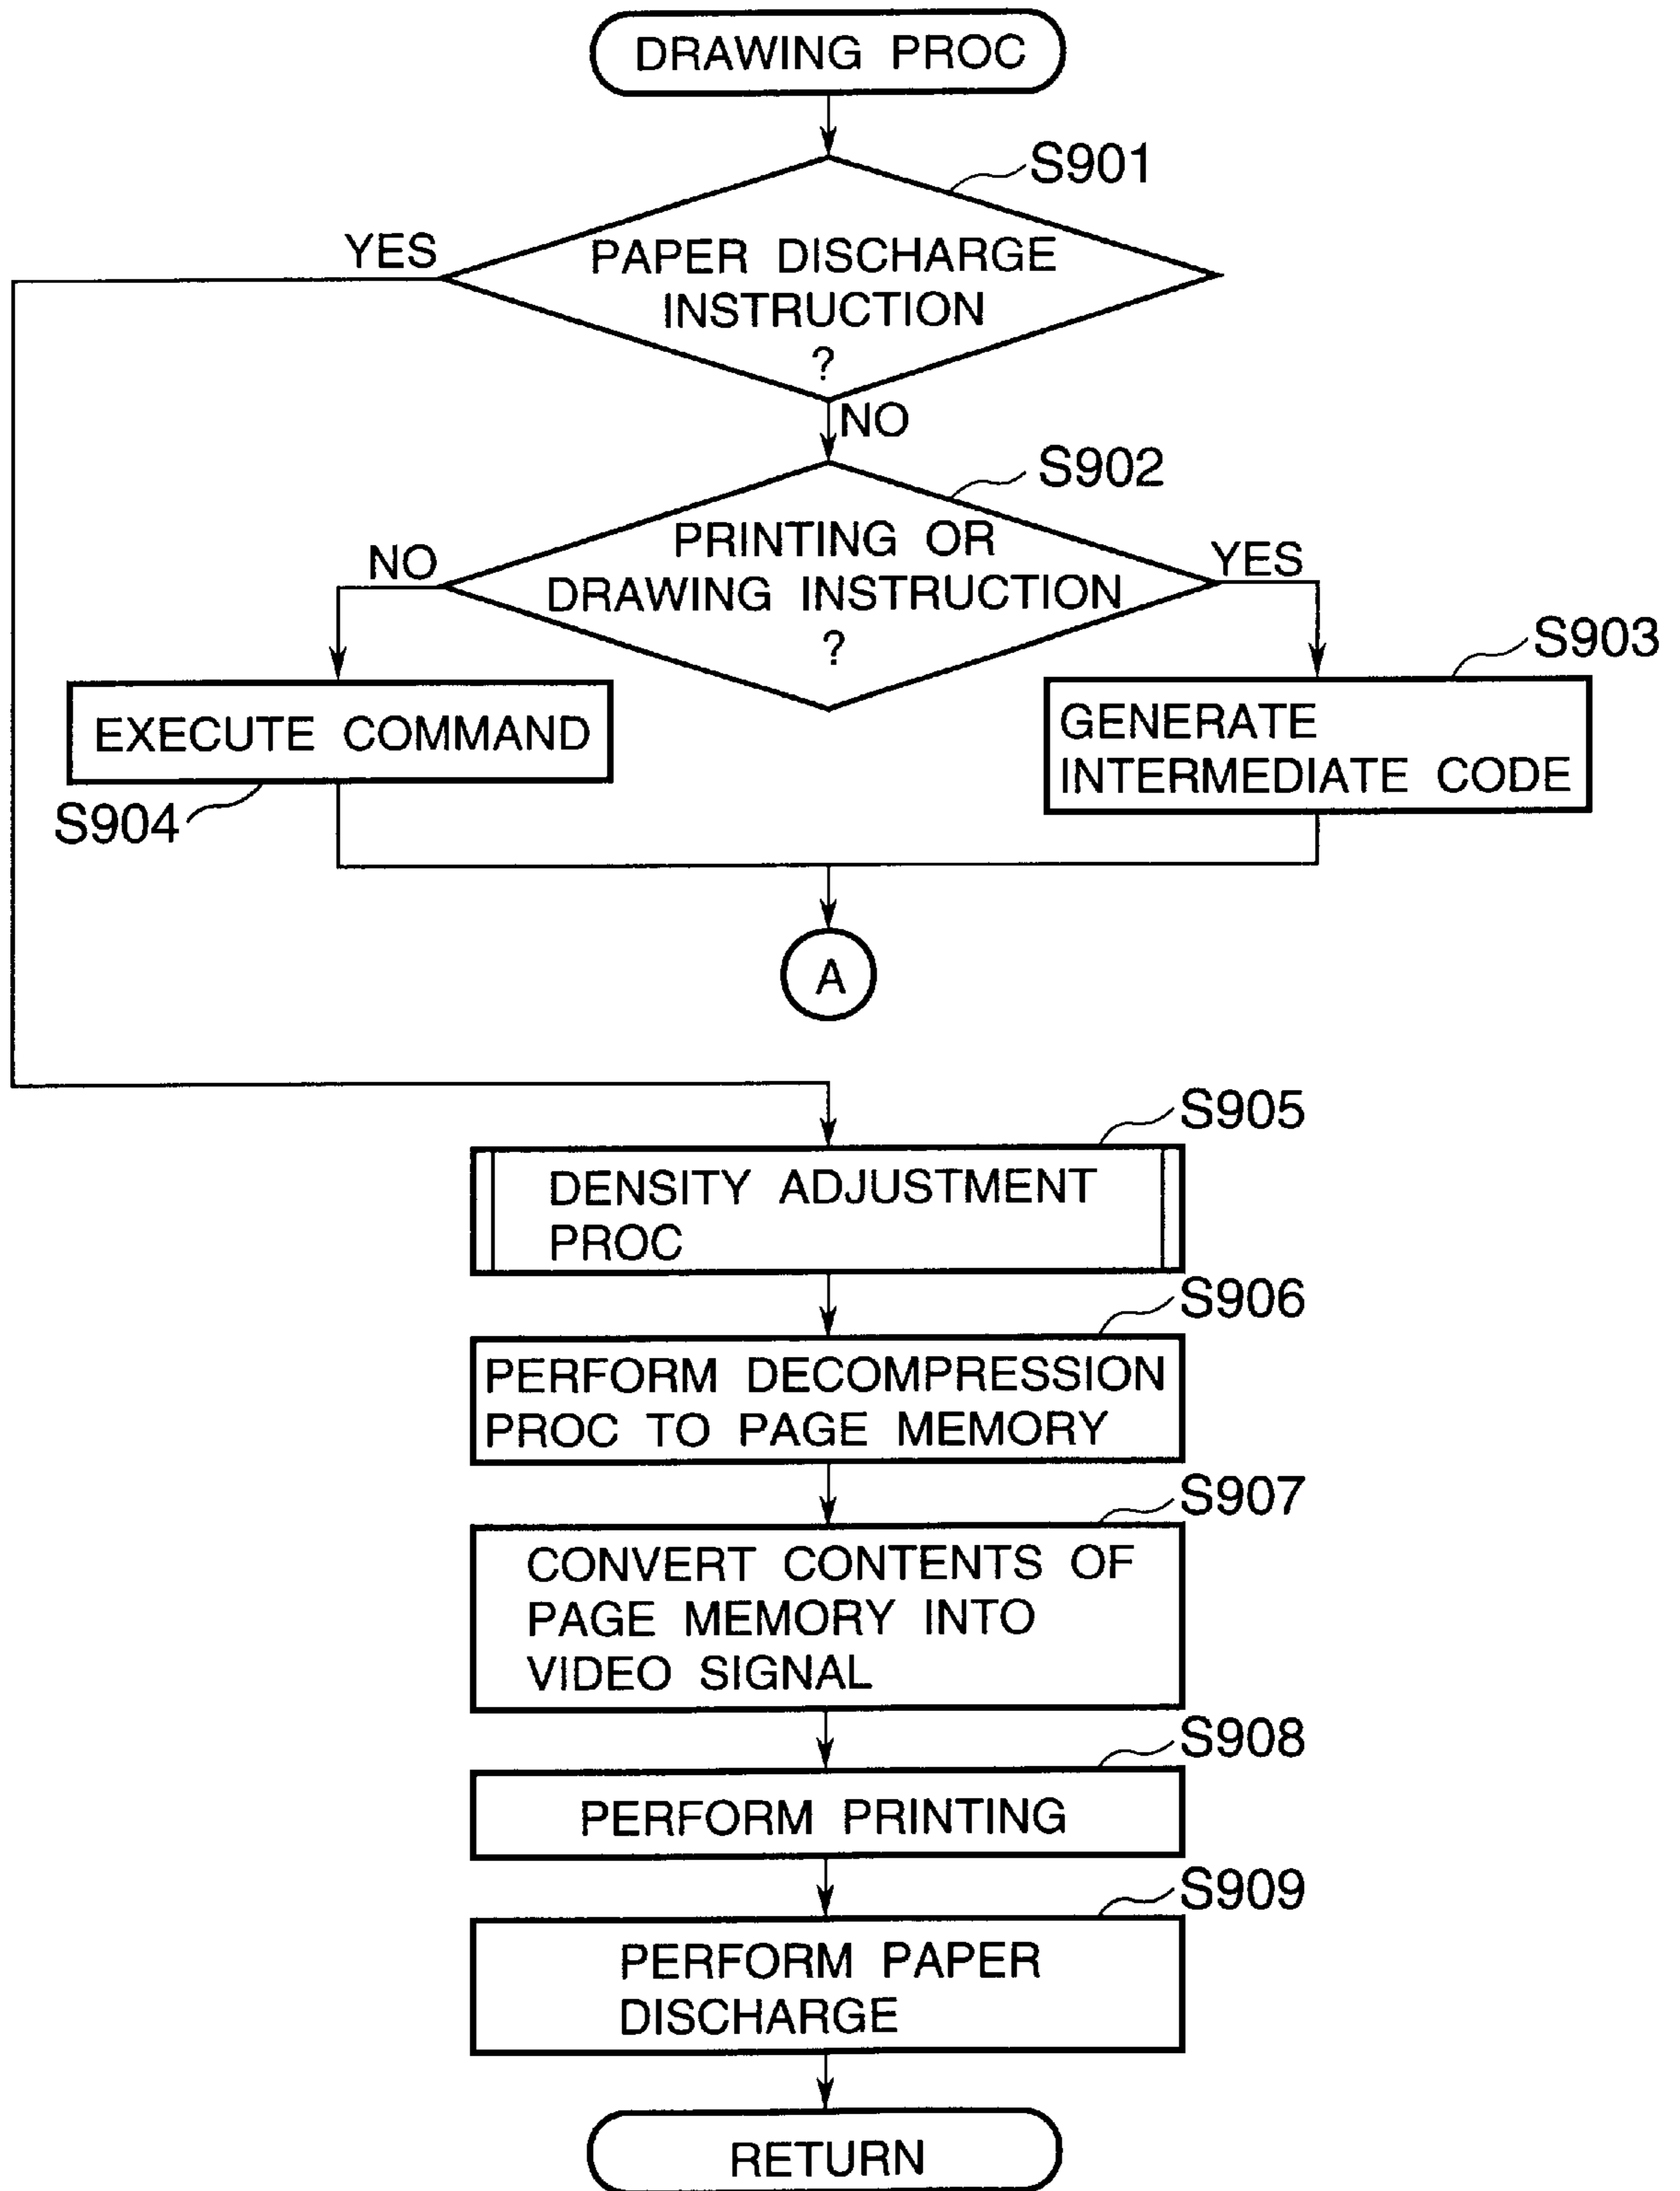 DRAWING PROC
S901
YES
PAPER DISCHARGE
INSTRUCTION
?
NO
S902
NO
PRINTING OR
DRAWING INSTRUCTION
?
YES
S903
EXECUTE COMMAND
GENERATE
INTERMEDIATE CODE
S904
A
S905
DENSITY ADJUSTMENT
PROC
S906
PERFORM DECOMPRESSION
PROC TO PAGE MEMORY
S907
CONVERT CONTENTS OF
PAGE MEMORY INTO
VIDEO SIGNAL
S908
PERFORM PRINTING
S909
PERFORM PAPER
DISCHARGE
RETURN